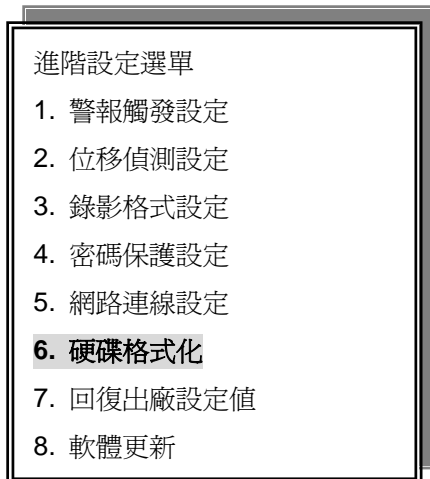 進階設定選單
1. 警報觸發設定
2. 位移偵測設定
3. 錄影格式設定
4. 密碼保護設定
5. 網路連線設定
6. 硬碟格式化
7. 回復出廠設定值
8. 軟體更新